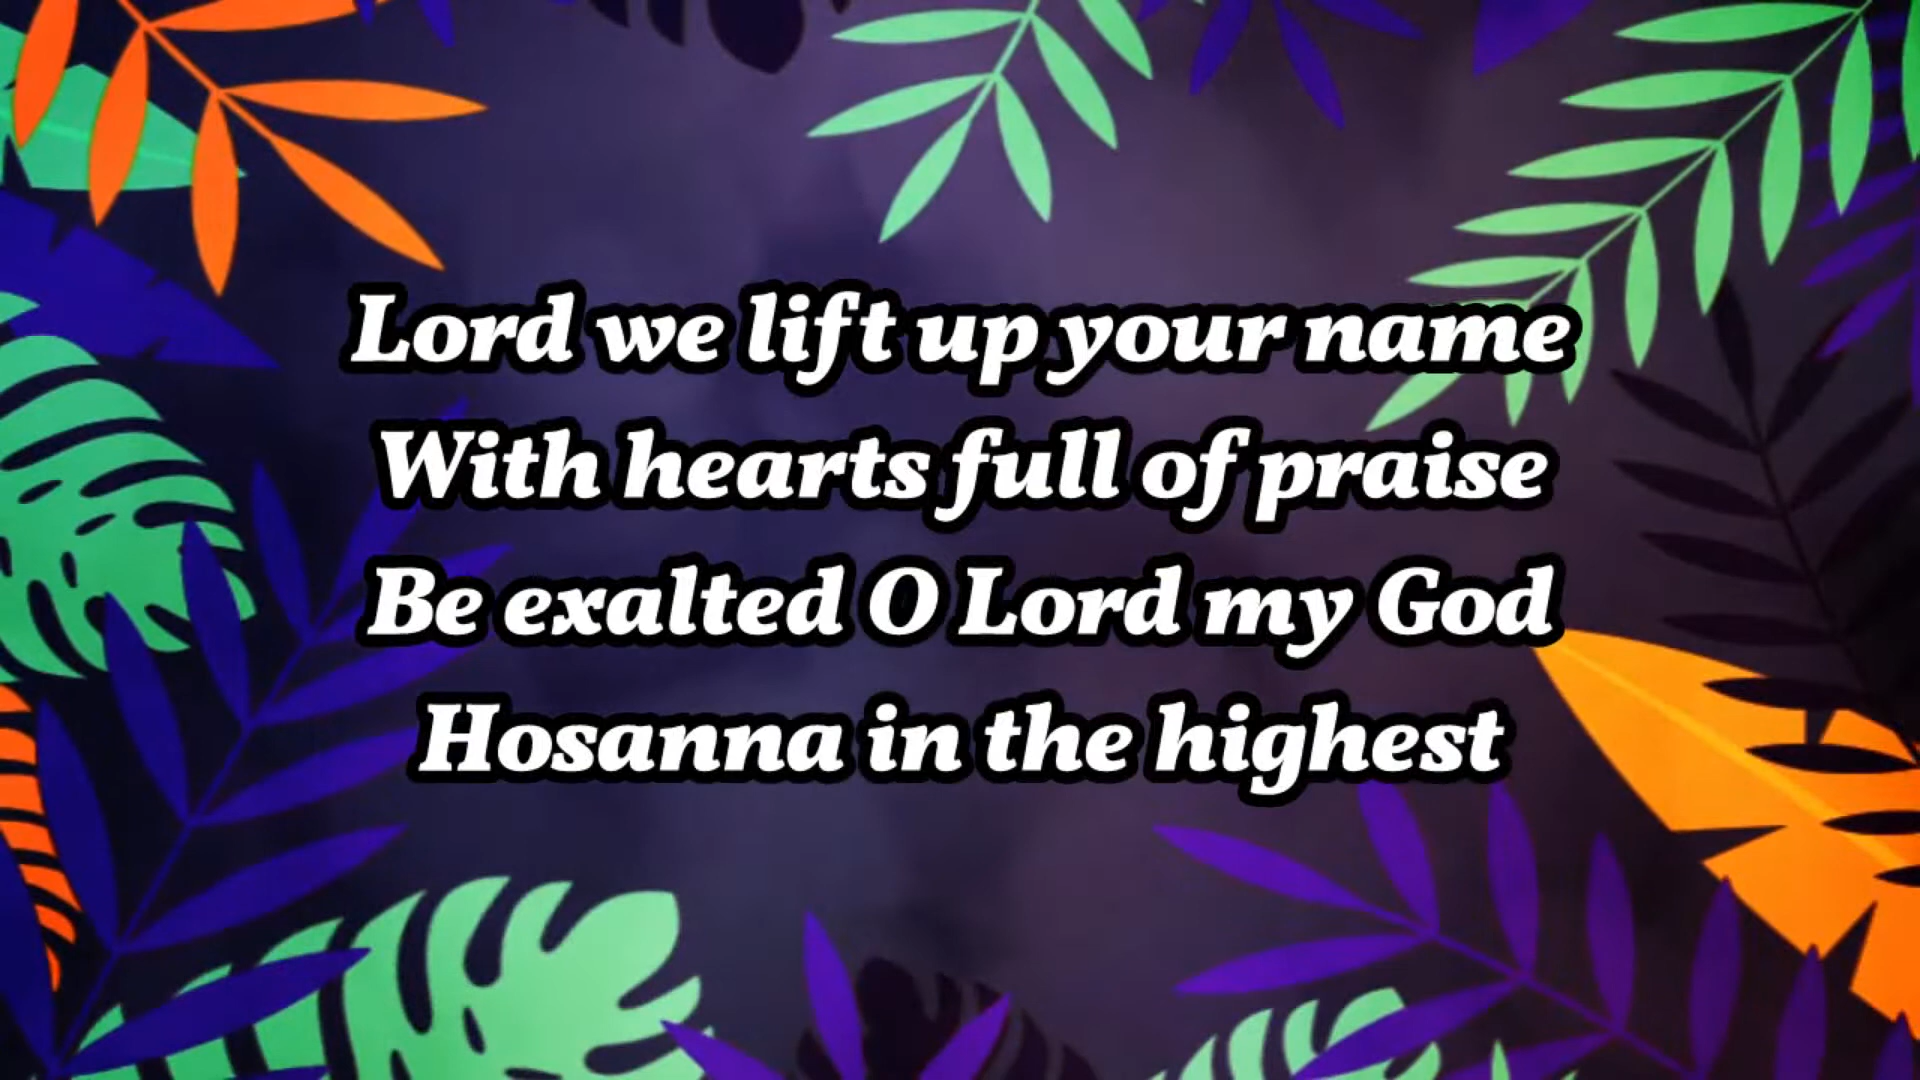 Lord we lift up your name
With hearts full of praise
Be exalted O Lord my God
Hosanna in the highest